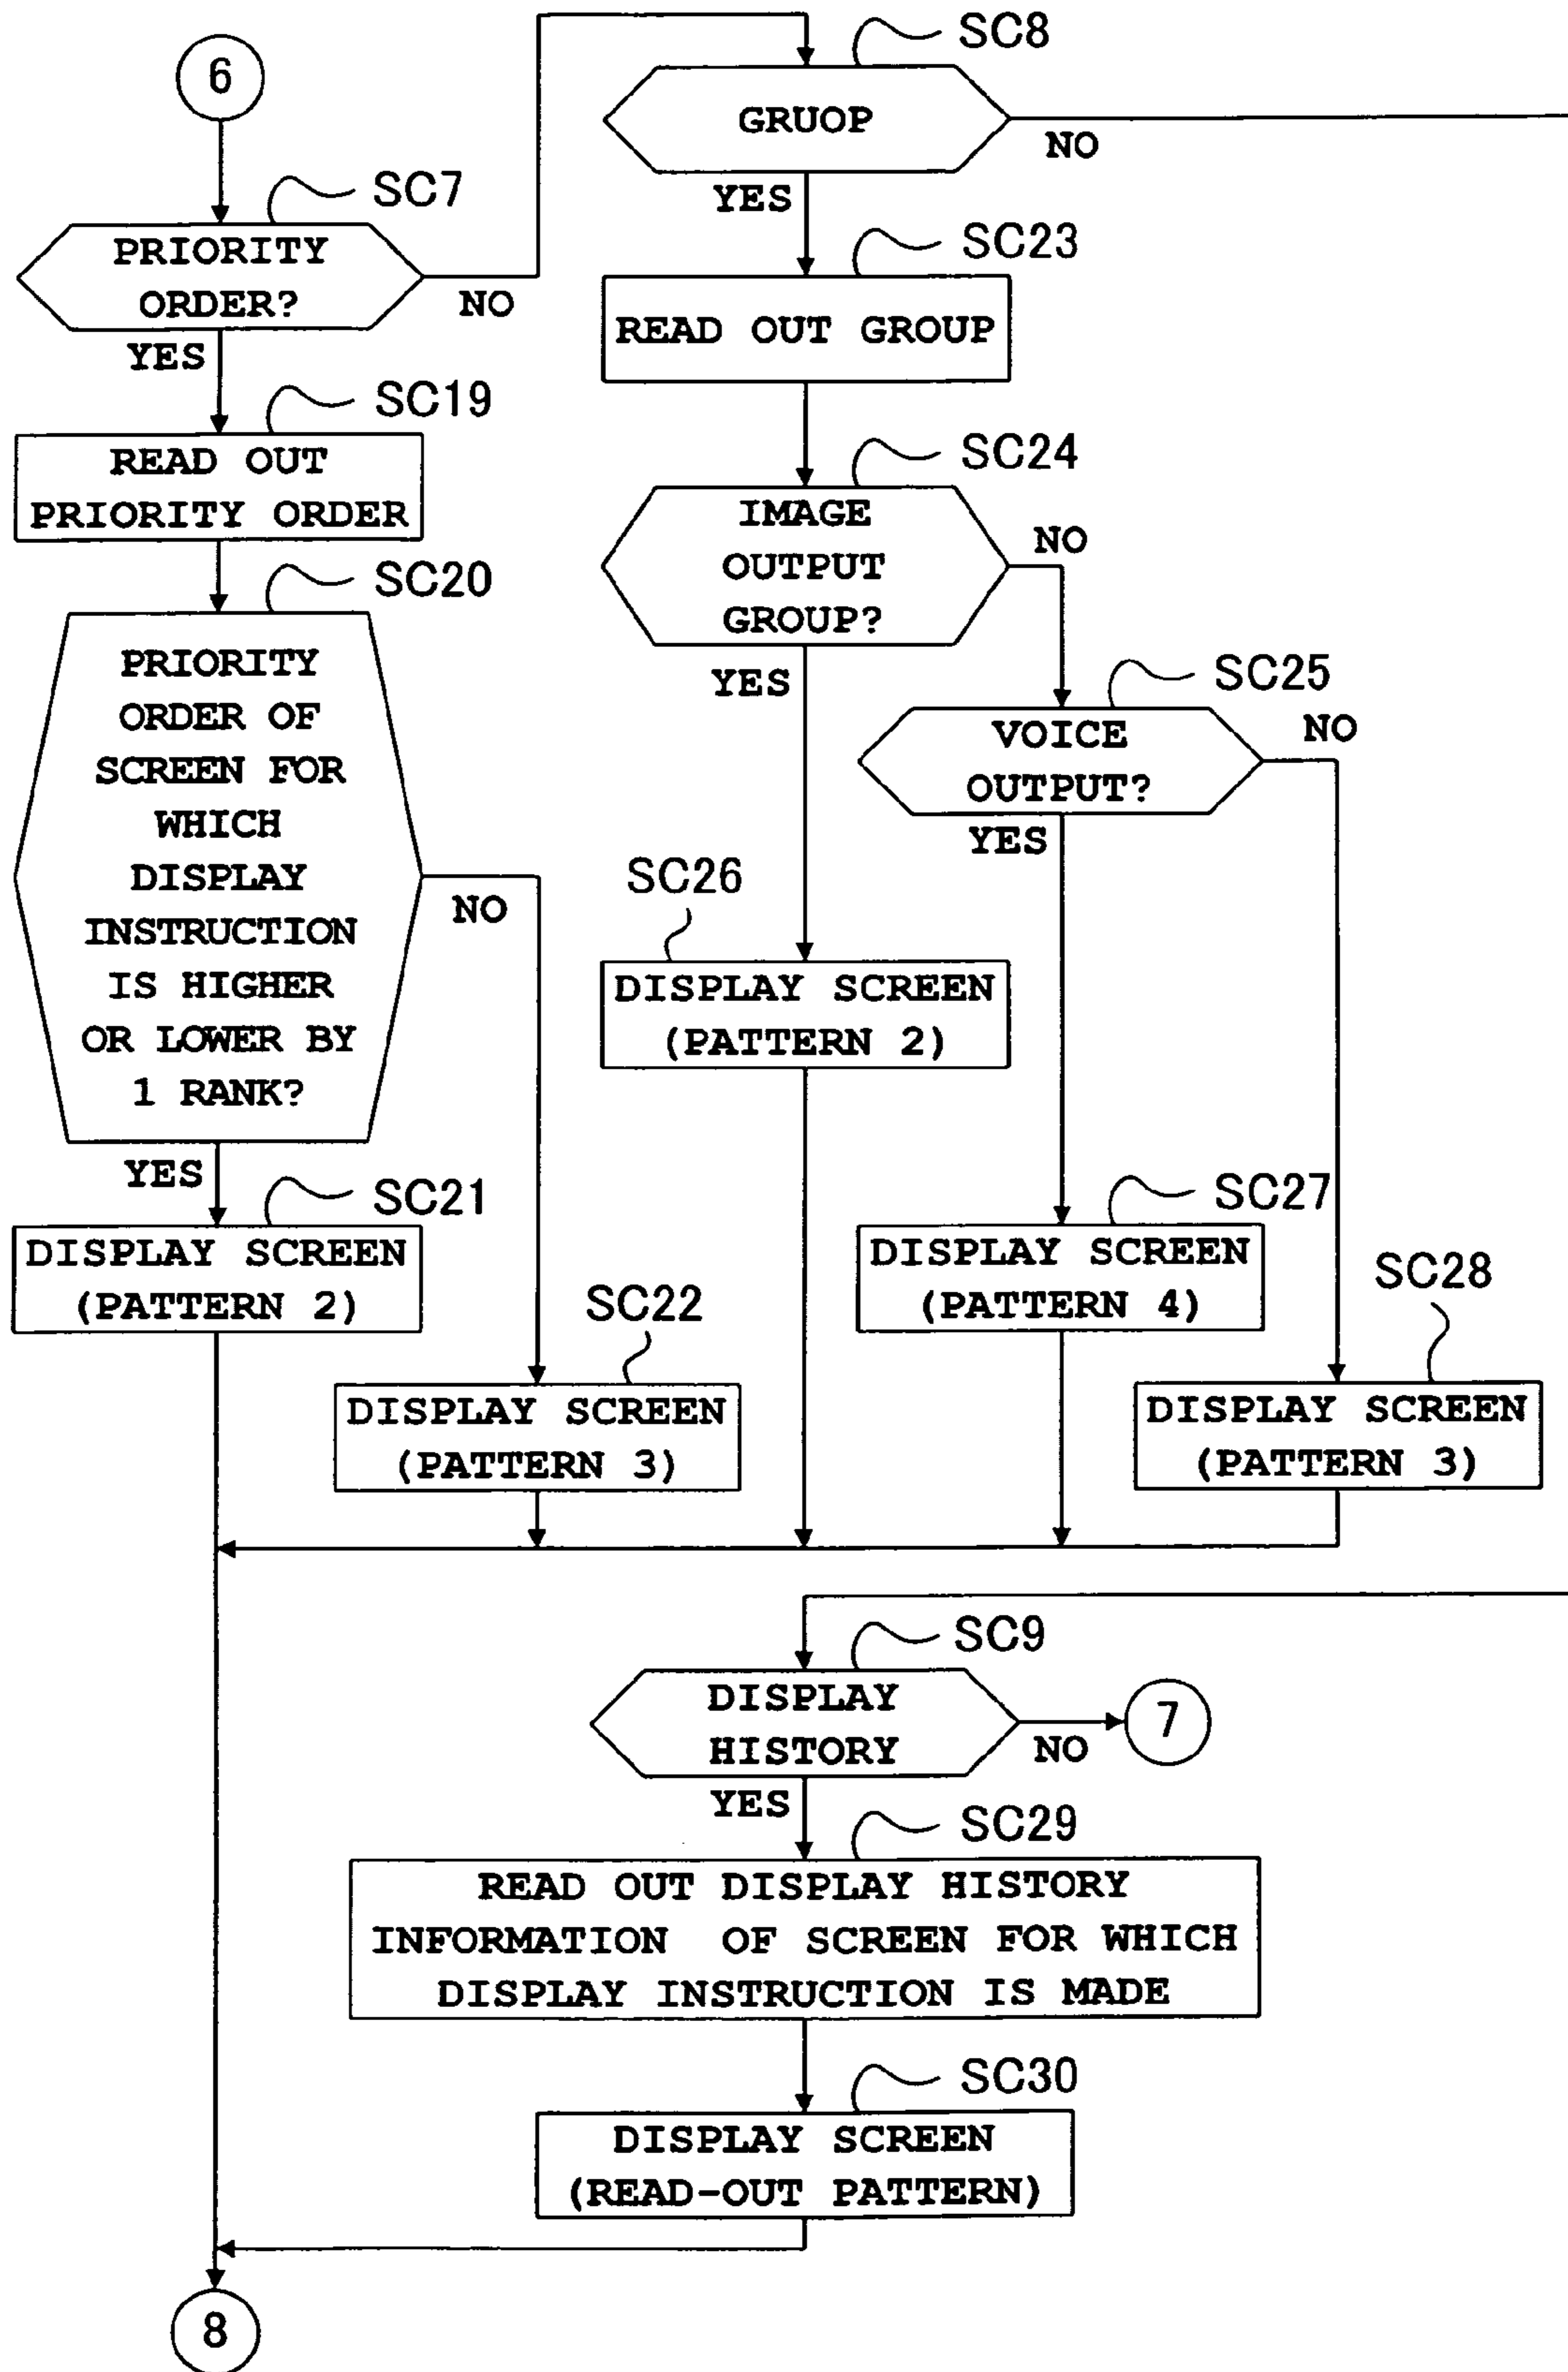 6
SC7
PRIORITY
ORDER?
NO
YES
SC19
READ OUT
PRIORITY ORDER
SC20
PRIORITY
ORDER OF
SCREEN FOR
WHICH
DISPLAY
INSTRUCTION
IS HIGHER
OR LOWER BY
1 RANK?
NO
YES
SC21
DISPLAY SCREEN
(PATTERN 2)
SC22
DISPLAY SCREEN
(PATTERN 3)
SC8
GRUOP
NO
YES
SC23
READ OUT GROUP
SC24
IMAGE
OUTPUT
GROUP?
NO
YES
SC25
VOICE
OUTPUT?
NO
YES
SC26
DISPLAY SCREEN
(PATTERN 2)
SC27
DISPLAY SCREEN
(PATTERN 4)
SC28
DISPLAY SCREEN
(PATTERN 3)
SC9
DISPLAY
HISTORY
NO
7
YES
SC29
READ OUT DISPLAY HISTORY
INFORMATION OF SCREEN FOR WHICH
DISPLAY INSTRUCTION IS MADE
SC30
DISPLAY SCREEN
(READ-OUT PATTERN)
8